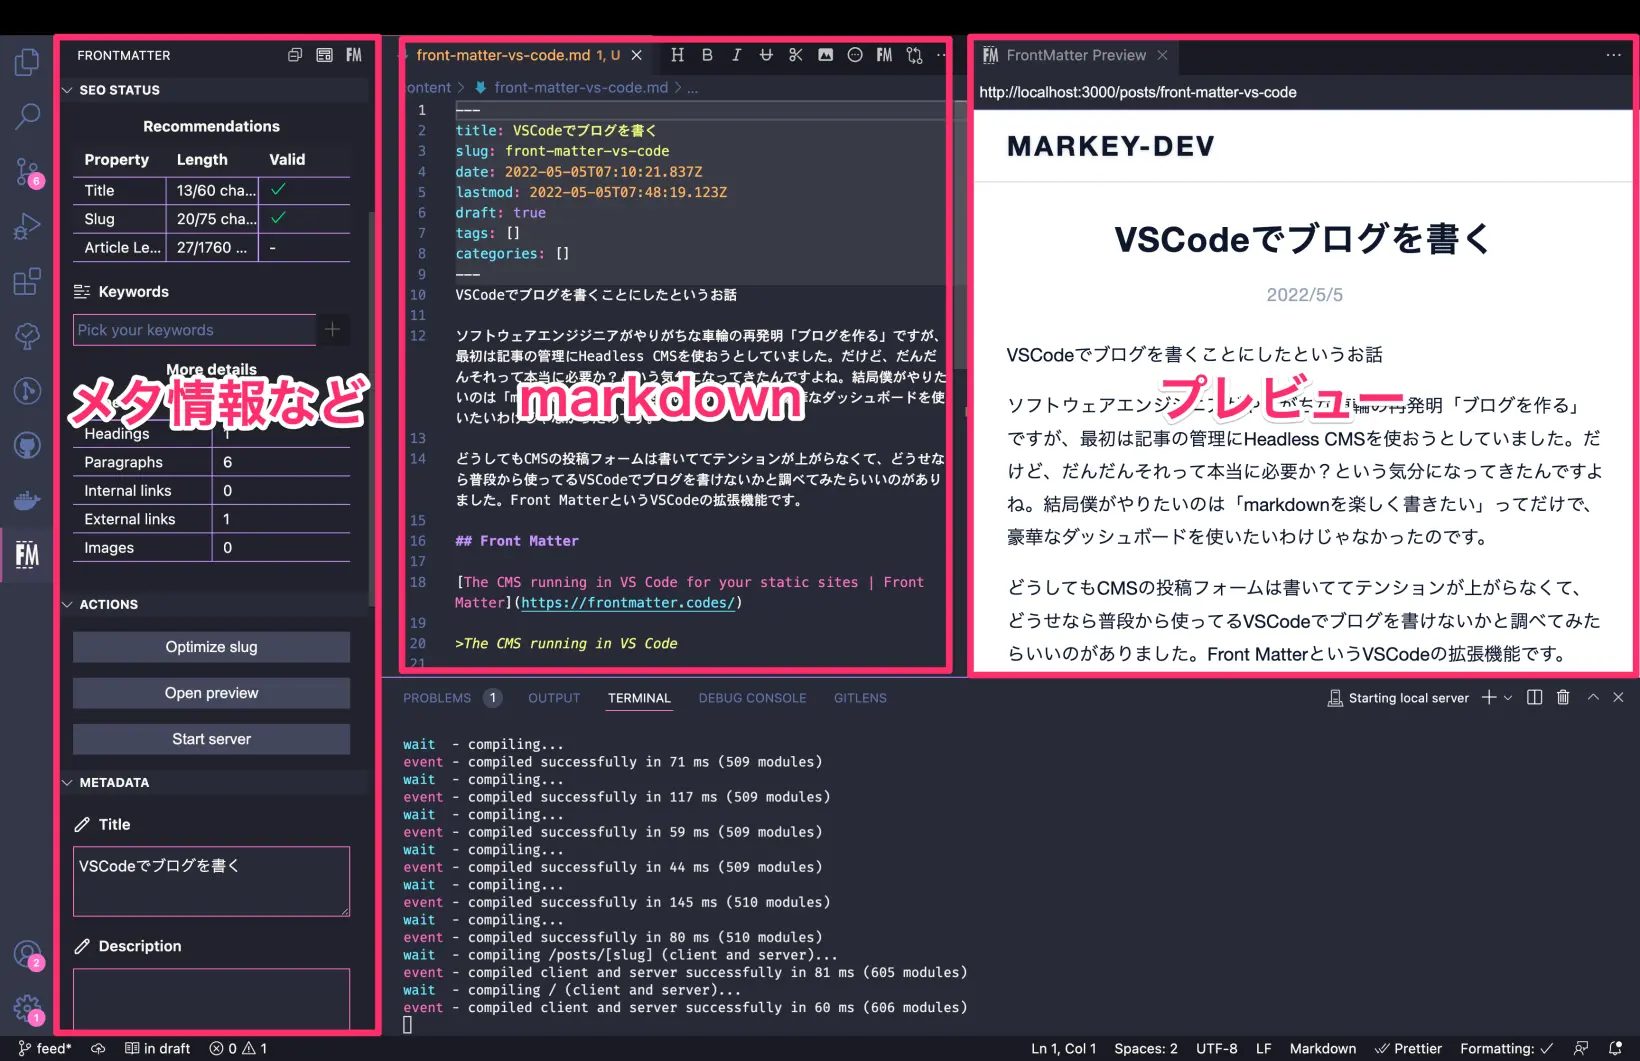 FRONTMATTER
FM
SEO STATUS
Recommendations
Property Length Valid
Title 13/60 cha... ✓
Slug 20/75 cha... ✓
Article Le... 27/1760 ... -
Keywords
Pick your keywords +
More details
メタ情報など
Headings 1
Paragraphs 6
Internal links 0
External links 1
Images 0
ACTIONS
Optimize slug
Open preview
Start server
METADATA
Title
VSCodeでブログを書く
Description
6
FM
2
1
front-matter-vs-code.md 1, U
H B I FM
ontent > front-matter-vs-code.md > ...
1 ---
2 title: VSCodeでブログを書く
3 slug: front-matter-vs-code
4 date: 2022-05-05T07:10:21.837Z
5 lastmod: 2022-05-05T07:48:19.123Z
6 draft: true
7 tags: []
8 categories: []
9 ---
10 VSCodeでブログを書くことにしたというお話
11
12 ソフトウェアエンジジニアがやりがちな車輪の再発明「ブログを作る」ですが、
最初は記事の管理にHeadless CMSを使おうとしていました。だけど、だんだ
んそれって本当に必要か？という気分になってきたんですよね。結局僕がやりた
いのは「m
なダッシュボードを使
いたいわけじゃなかったのです。
markdown
13
14 どうしてもCMSの投稿フォームは書いててテンションが上がらなくて、どうせな
ら普段から使ってるVSCodeでブログを書けないかと調べてみたらいいのがあり
ました。Front MatterというVSCodeの拡張機能です。
15
16 ## Front Matter
17
18 [The CMS running in VS Code for your static sites | Front
Matter](https://frontmatter.codes/)
19
20 >The CMS running in VS Code
21
FM FrontMatter Preview
http://localhost:3000/posts/front-matter-vs-code
MARKEY-DEV
VSCodeでブログを書く
2022/5/5
VSCodeでブログを書くことにしたというお話
プレビュー
ソフトウェアエンジジニアがやりがちな車輪の再発明「ブログを作る」
ですが、最初は記事の管理にHeadless CMSを使おうとしていました。だ
けど、だんだんそれって本当に必要か？という気分になってきたんですよ
ね。結局僕がやりたいのは「markdownを楽しく書きたい」ってだけで、
豪華なダッシュボードを使いたいわけじゃなかったのです。
どうしてもCMSの投稿フォームは書いててテンションが上がらなくて、
どうせなら普段から使ってるVSCodeでブログを書けないかと調べてみた
らいいのがありました。Front MatterというVSCodeの拡張機能です。
PROBLEMS 1 OUTPUT TERMINAL DEBUG CONSOLE GITLENS
Starting local server
wait - compiling...
event - compiled successfully in 71 ms (509 modules)
wait - compiling...
event - compiled successfully in 117 ms (509 modules)
wait - compiling...
event - compiled successfully in 59 ms (509 modules)
wait - compiling...
event - compiled successfully in 44 ms (509 modules)
wait - compiling...
event - compiled successfully in 145 ms (510 modules)
wait - compiling...
event - compiled successfully in 80 ms (510 modules)
wait - compiling /posts/[slug] (client and server)...
event - compiled client and server successfully in 81 ms (605 modules)
wait - compiling / (client and server)...
event - compiled client and server successfully in 60 ms (606 modules)
feed* in draft 0 1
Ln 1, Col 1 Spaces: 2 UTF-8 LF Markdown Prettier Formatting: ✓